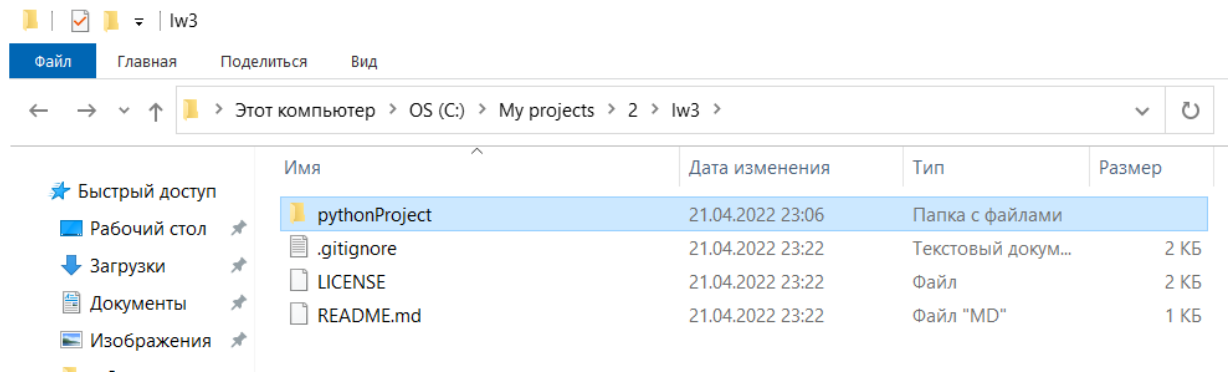 lw3
Файл Главная Поделиться Вид
Этот компьютер > OS (C:) > My projects > 2 > lw3 >
Имя Дата изменения Тип Размер
Быстрый доступ
Рабочий стол
Загрузки
Документы
Изображения
pythonProject 21.04.2022 23:06 Папка с файлами
.gitignore 21.04.2022 23:22 Текстовый докум... 2 КБ
LICENSE 21.04.2022 23:22 Файл 2 КБ
README.md 21.04.2022 23:22 Файл "MD" 1 КБ